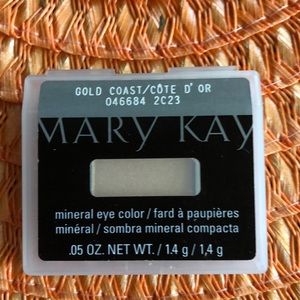 GOLD COAST/CÔTE D' OR
046684 2C23
MARY KAY
mineral eye color / fard à paupières
minéral / sombra mineral compacta
.05 OZ. NET WT. / 1.4 g / 1,4 g